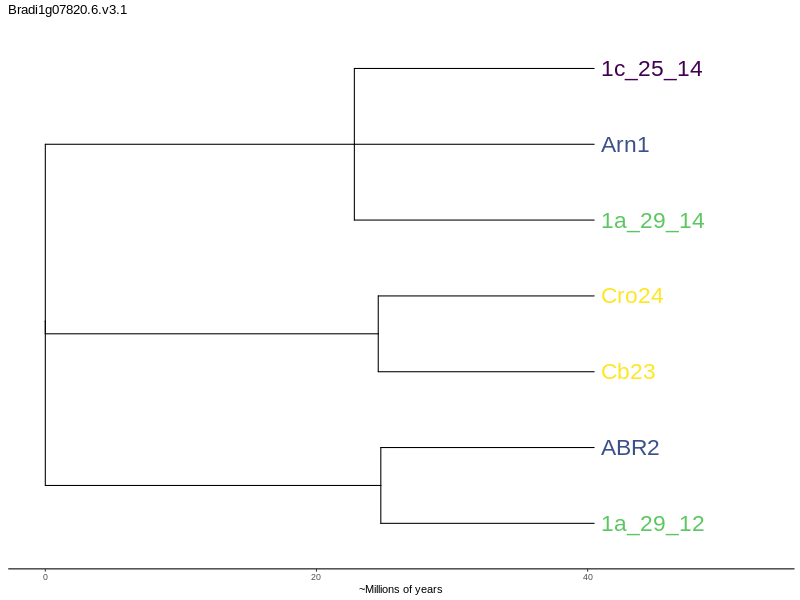 Bradi1g07820.6.v3.1
1c_25_14
Arn1
1a_29_14
Cro24
Cb23
ABR2
1a_29_12
0 20 40
~Millions of years